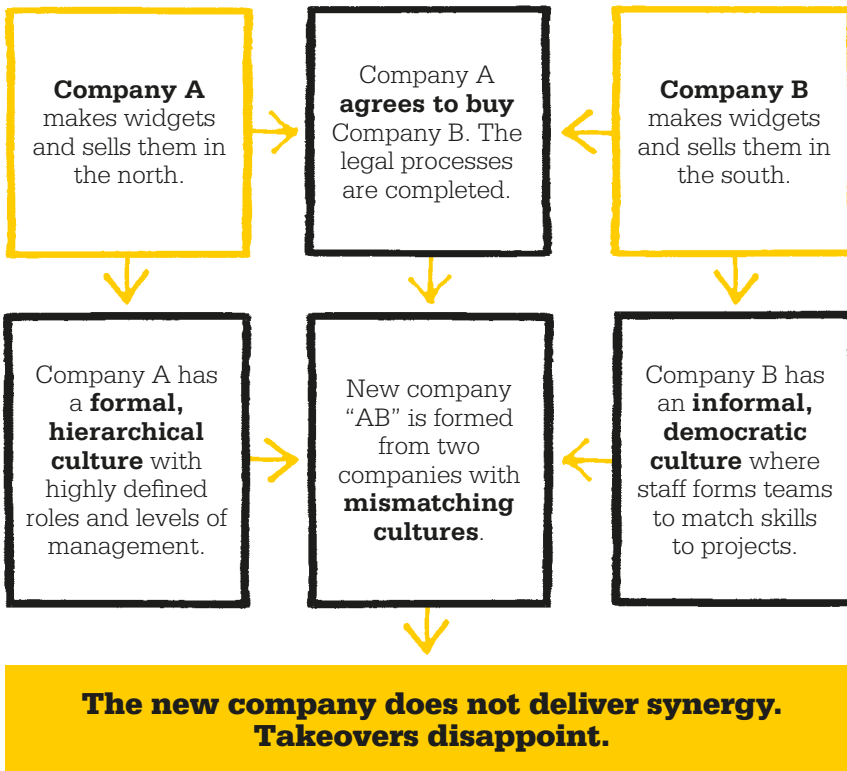 Company A
makes widgets
and sells them in
the north.
Company A
agrees to buy
Company B. The
legal processes
are completed.
Company B
makes widgets
and sells them in
the south.
Company A has
a formal,
hierarchical
culture with
highly defined
roles and levels of
management.
New company
“AB” is formed
from two
companies with
mismatching
cultures.
Company B has
an informal,
democratic
culture where
staff forms teams
to match skills
to projects.
The new company does not deliver synergy.
Takeovers disappoint.